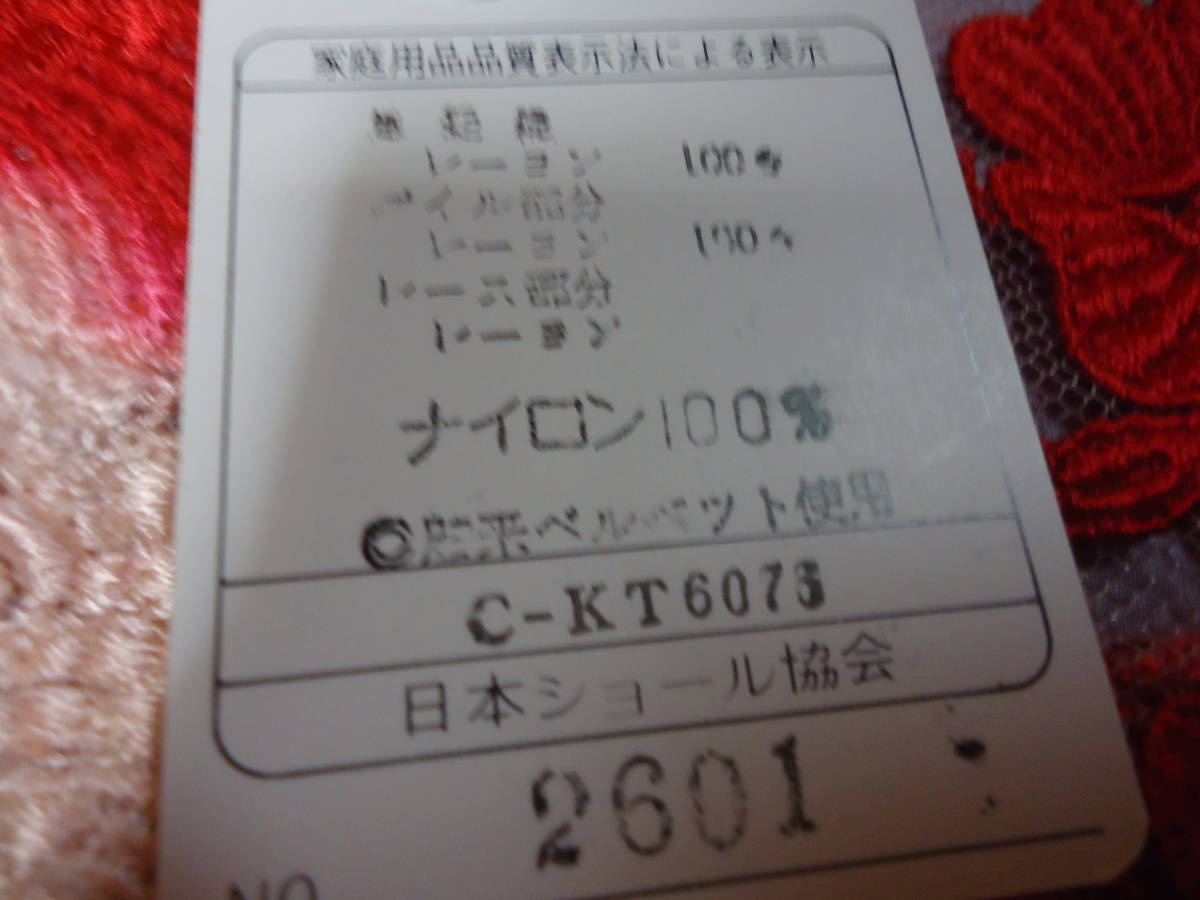 家庭用品品質表示法による表示
レーヨン 100%
パイル部分
レーヨン 100%
レース部分
レーヨン
ナイロン100%
ベルベット使用
C-KT6075
日本ショール協会
2601
NO